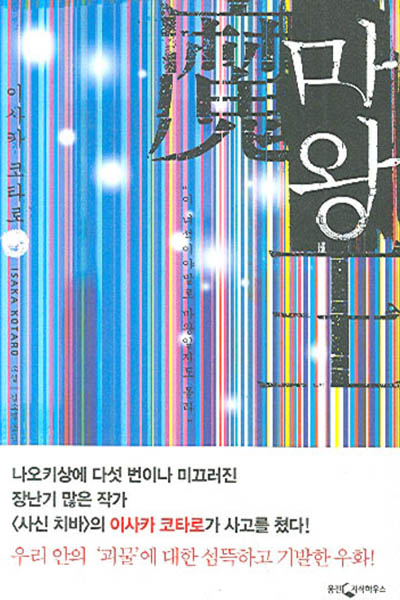 魔王
마왕
이사카 코타로
ISAKA KOTARO
나오키상에 다섯 번이나 미끄러진
장난기 많은 작가
〈사신 치바〉의 이사카 코타로가 사고를 쳤다!
우리 안의 '괴물'에 대한 섬뜩하고 기발한 우화!
웅진 지식하우스